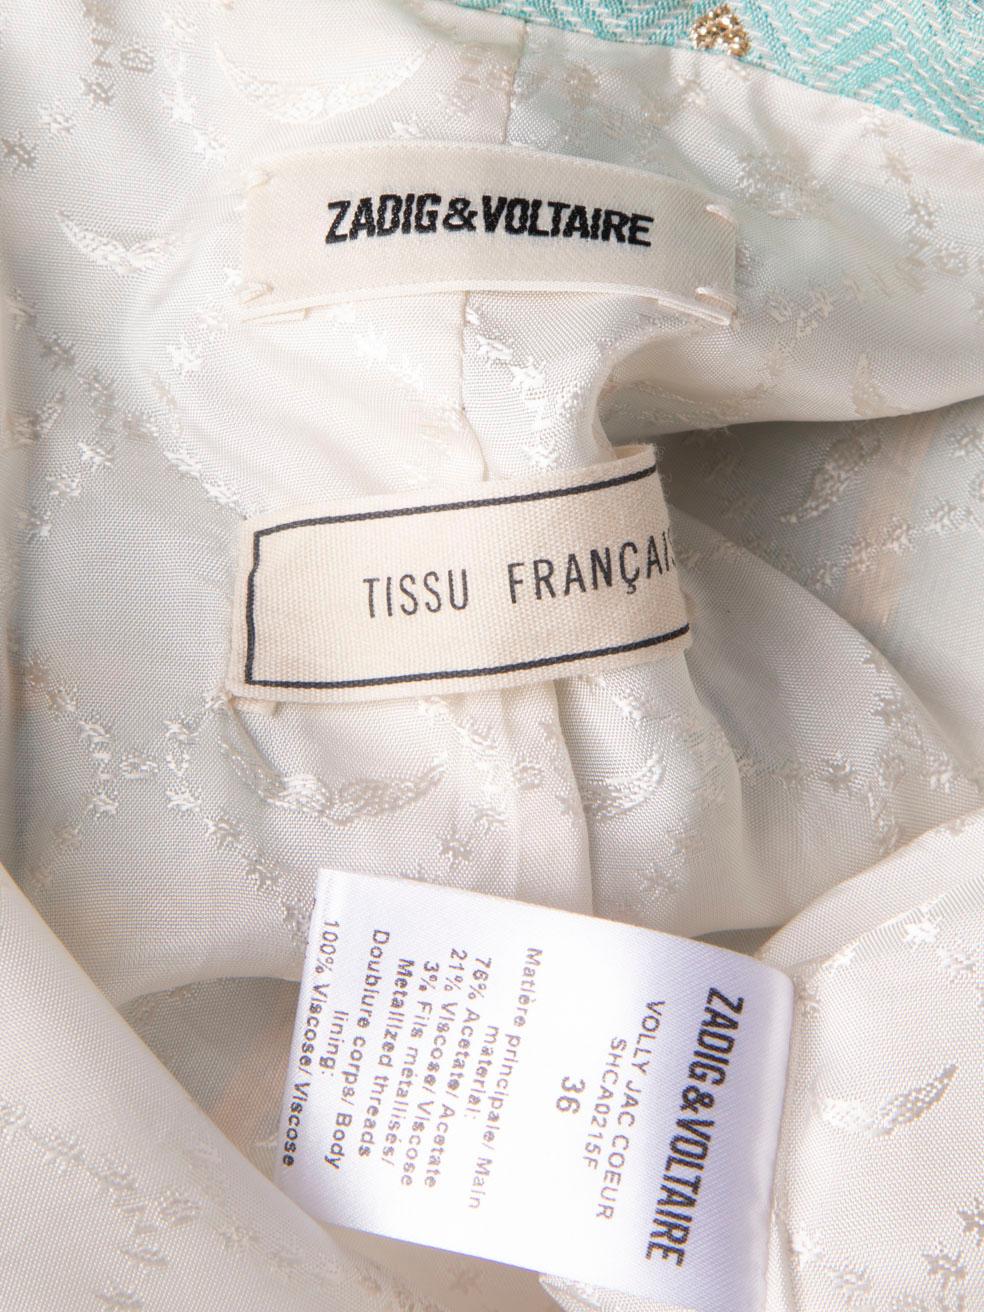 ZADIG&VOLTAIRE
TISSU FRANÇAIS
ZADIG&VOLTAIRE
VOLLY JAC COEUR
SHCA0215F
36
Matière principale/ Main
material:
76% Acetate/ Acetate
21% Viscose/ Viscose
3% Fils métallisés/
Metallized threads
Doublure corps/ Body
lining:
100% Viscose/ Viscose